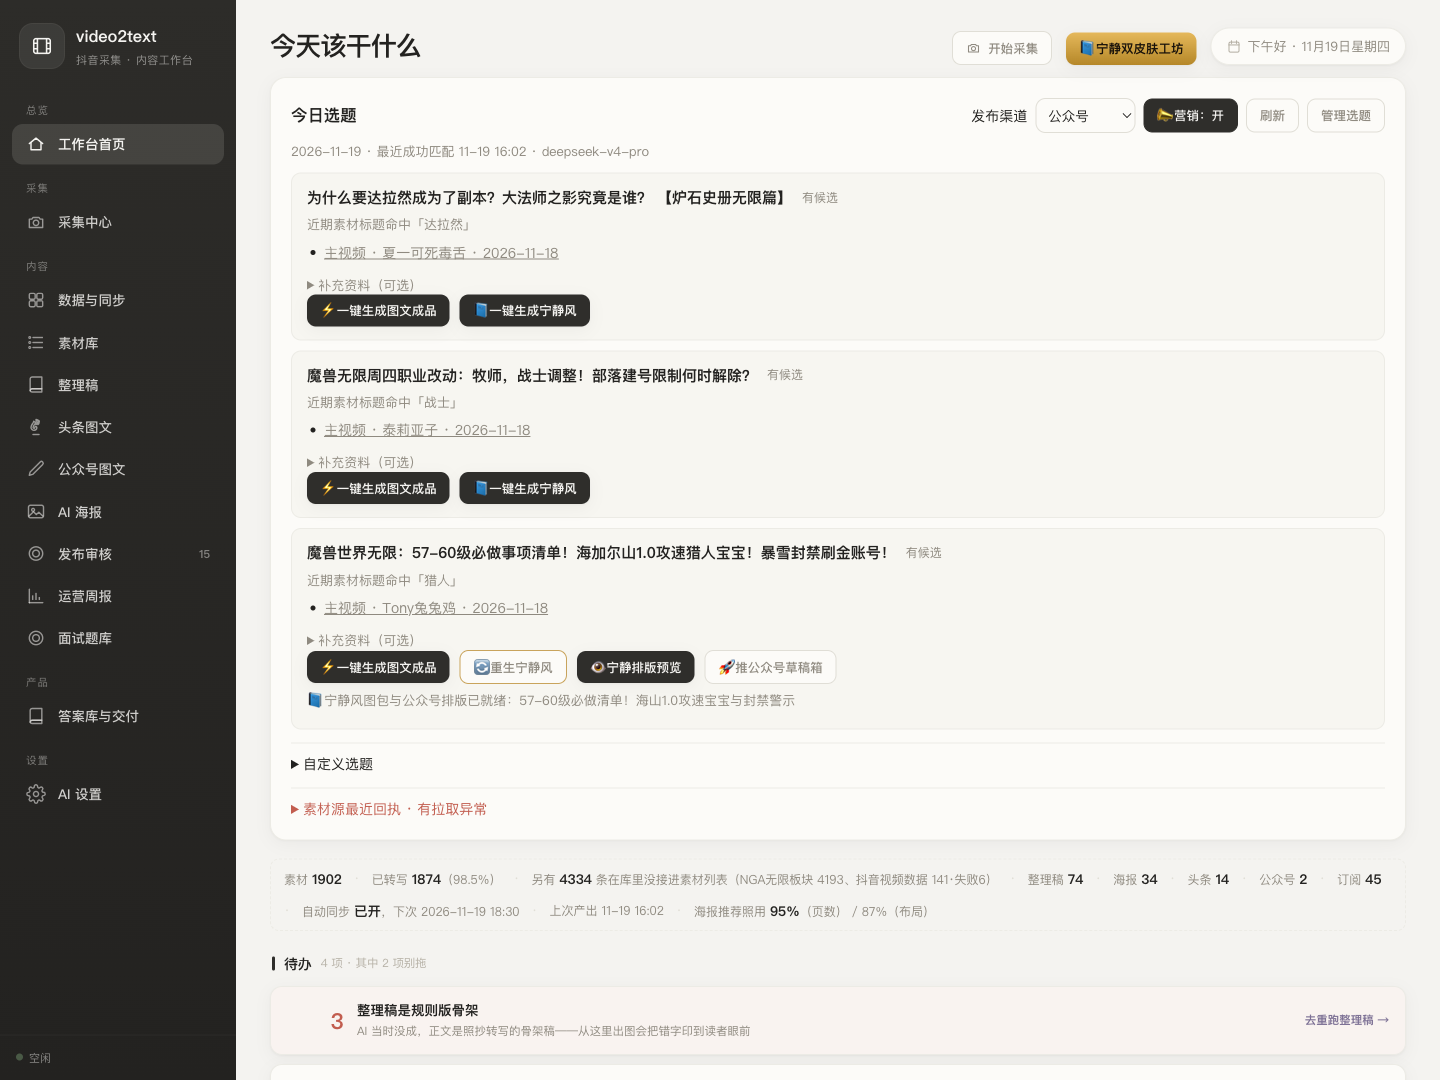 video2text
抖音采集 · 内容工作台
总览
工作台首页
采集
采集中心
内容
数据与同步
素材库
整理稿
头条图文
公众号图文
AI 海报
发布审核 15
运营周报
面试题库
产品
答案库与交付
设置
AI 设置
空闲
今天该干什么
开始采集
宁静双皮肤工坊
下午好 · 11月19日星期四
今日选题
发布渠道 公众号 营销：开 刷新 管理选题
2026-11-19 · 最近成功匹配 11-19 16:02 · deepseek-v4-pro
为什么要达拉然成为了副本？大法师之影究竟是谁？ 【炉石史册无限篇】 有候选
近期素材标题命中「达拉然」
• 主视频 · 夏一可死毒舌 · 2026-11-18
▶ 补充资料（可选）
⚡一键生成图文成品 📘一键生成宁静风
魔兽无限周四职业改动：牧师，战士调整！部落建号限制何时解除？ 有候选
近期素材标题命中「战士」
• 主视频 · 泰莉亚子 · 2026-11-18
▶ 补充资料（可选）
⚡一键生成图文成品 📘一键生成宁静风
魔兽世界无限：57-60级必做事项清单！海加尔山1.0攻速猎人宝宝！暴雪封禁刷金账号！ 有候选
近期素材标题命中「猎人」
• 主视频 · Tony兔兔鸡 · 2026-11-18
▶ 补充资料（可选）
⚡一键生成图文成品 🔄重生宁静风 👁宁静排版预览 🚀推公众号草稿箱
📘宁静风图包与公众号排版已就绪：57-60级必做清单！海山1.0攻速宝宝与封禁警示
▶ 自定义选题
▶ 素材源最近回执 · 有拉取异常
素材 1902 · 已转写 1874（98.5%） · 另有 4334 条在库里没接进素材列表（NGA无限板块 4193、抖音视频数据 141·失败6） · 整理稿 74 · 海报 34 · 头条 14 · 公众号 2 · 订阅 45
· 自动同步 已开，下次 2026-11-19 18:30 · 上次产出 11-19 16:02 · 海报推荐照用 95%（页数） / 87%（布局）
待办 4 项 · 其中 2 项别拖
3 整理稿是规则版骨架
AI 当时没成，正文是照抄转写的骨架稿——从这里出图会把错字印到读者眼前
去重跑整理稿 →